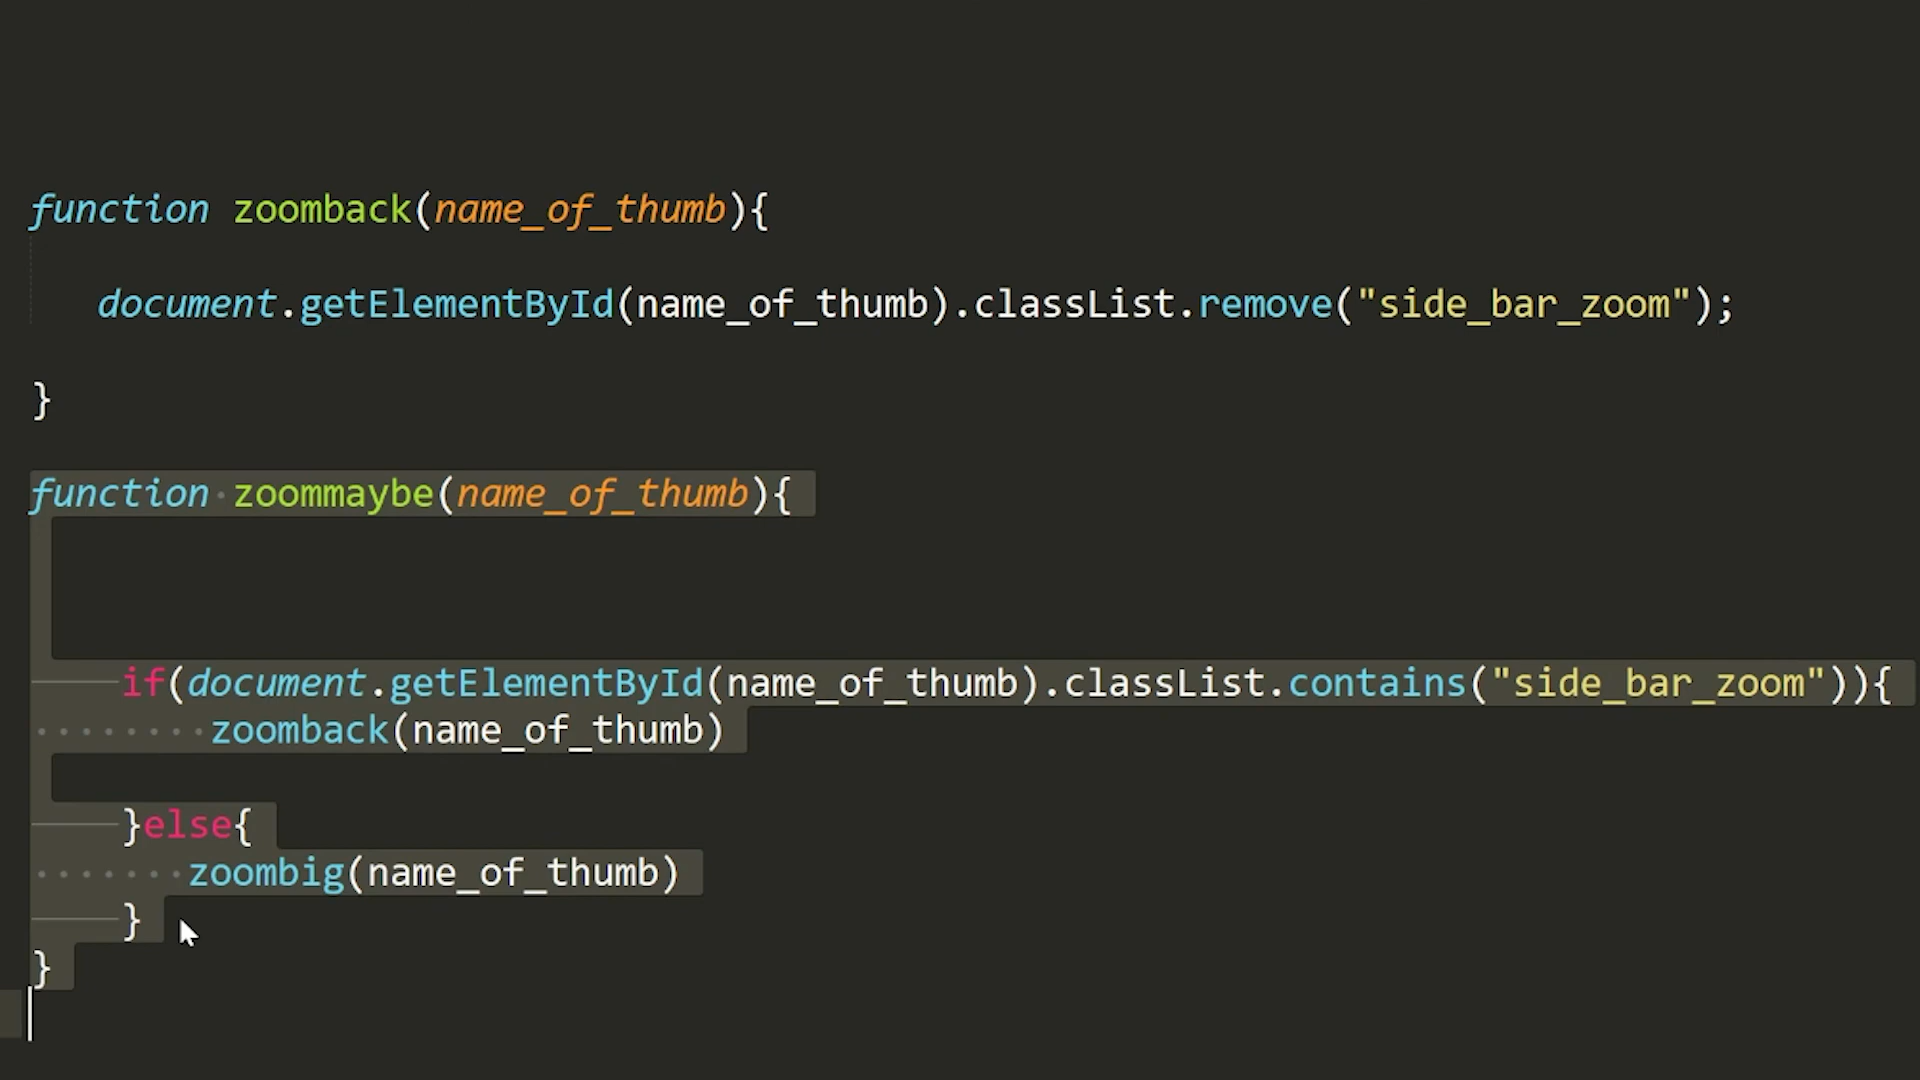 function zoomback(name_of_thumb){
document.getElementById(name_of_thumb).classList.remove("side_bar_zoom");
}
function zoommaybe(name_of_thumb){
if(document.getElementById(name_of_thumb).classList.contains("side_bar_zoom")){
zoomback(name_of_thumb)
}else{
zoombig(name_of_thumb)
}
}